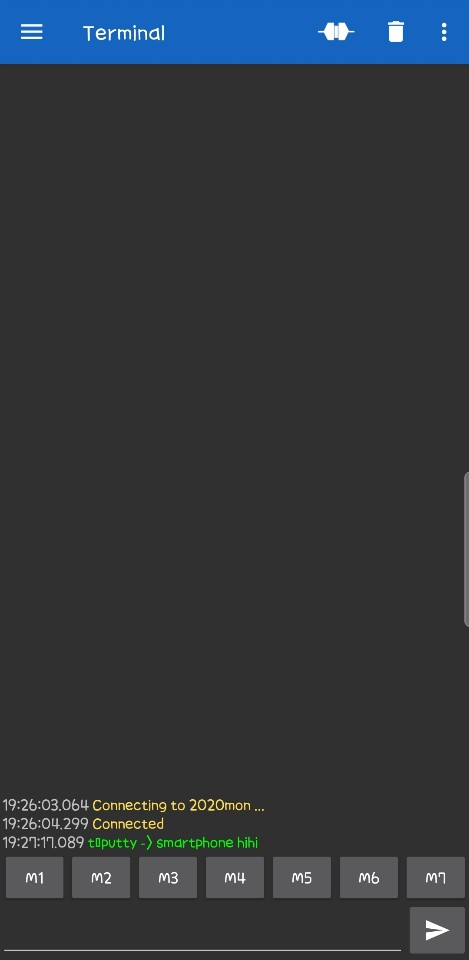 Terminal
19:26:03.064 Connecting to 2020mon ...
19:26:04.299 Connected
19:27:17.089 t▯putty -> smartphone hihi
M1 M2 M3 M4 M5 M6 M7